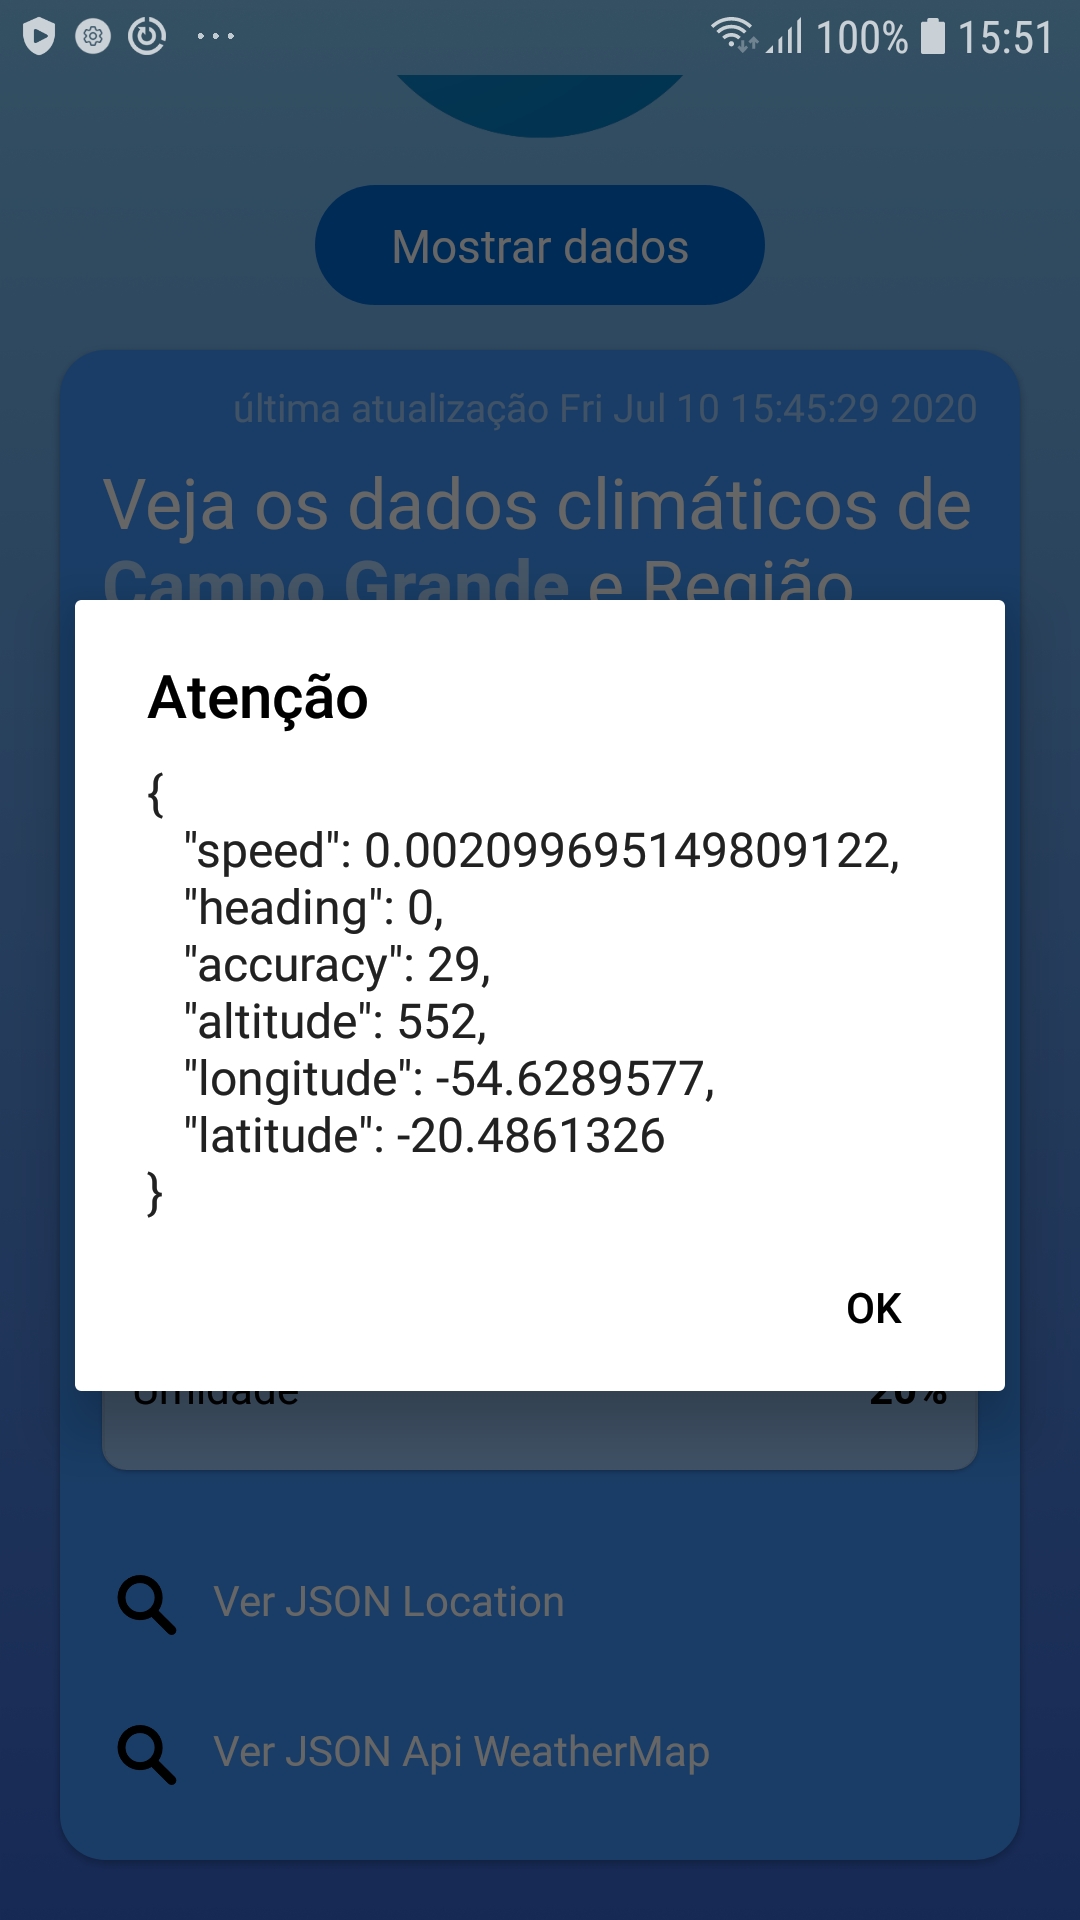 100% 15:51
Mostrar dados
última atualização Fri Jul 10 15:45:29 2020
Veja os dados climáticos de
Campo Grande e Região
Atenção
{
"speed": 0.002099695149809122,
"heading": 0,
"accuracy": 29,
"altitude": 552,
"longitude": -54.6289577,
"latitude": -20.4861326
}
OK
Umidade 20%
Ver JSON Location
Ver JSON Api WeatherMap